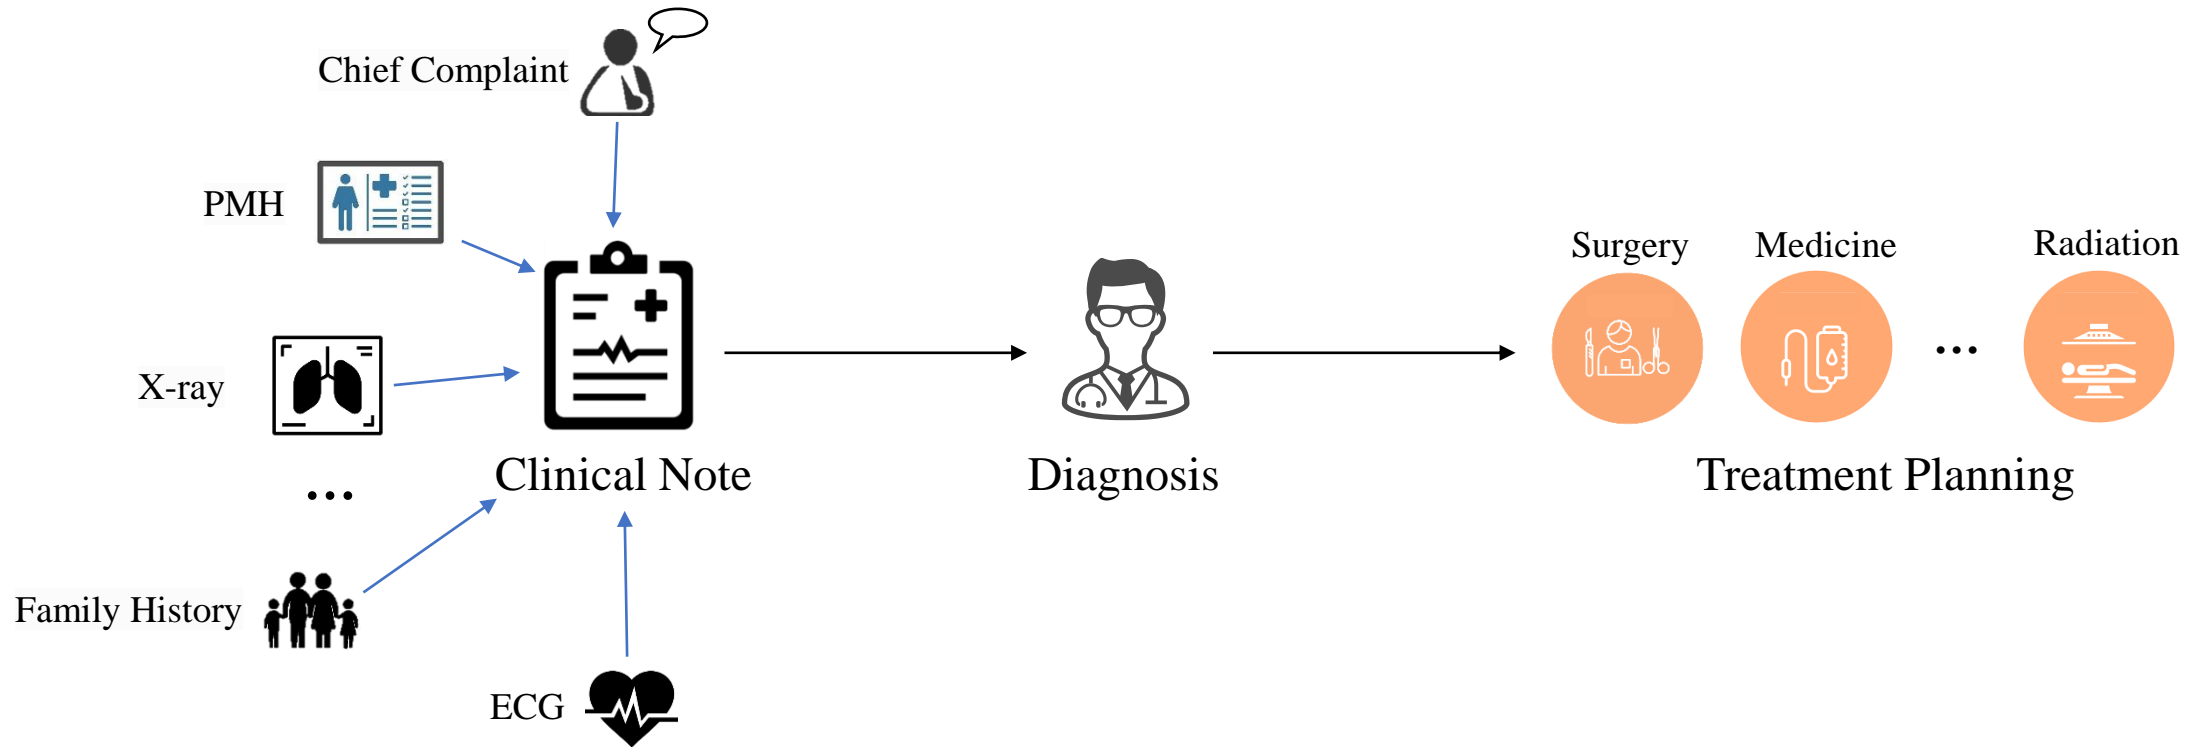 Chief Complaint
PMH
X-ray
...
Family History
ECG
Clinical Note
Diagnosis
Surgery
Medicine
...
Radiation
Treatment Planning